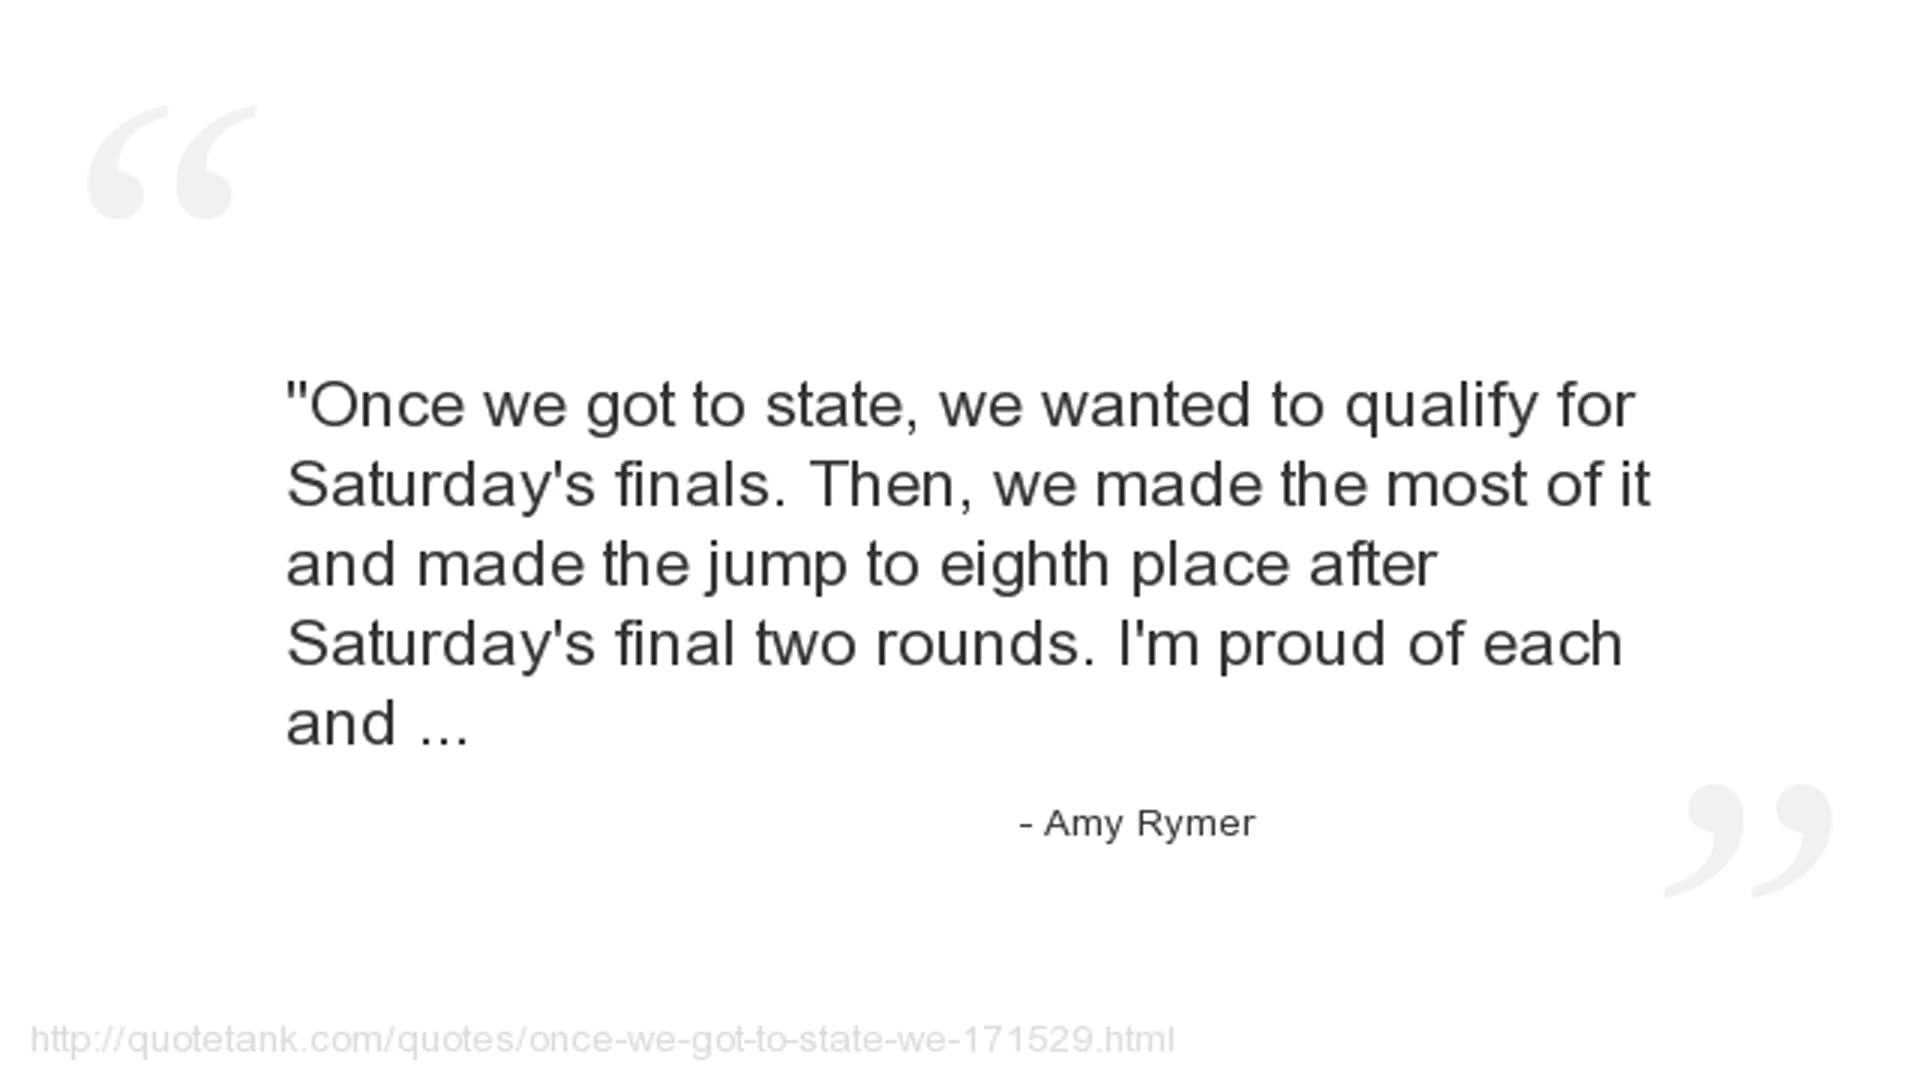 "Once we got to state, we wanted to qualify for
Saturday's finals. Then, we made the most of it
and made the jump to eighth place after
Saturday's final two rounds. I'm proud of each
and ...
- Amy Rymer
http://quotetank.com/quotes/once-we-got-to-state-we-171529.html